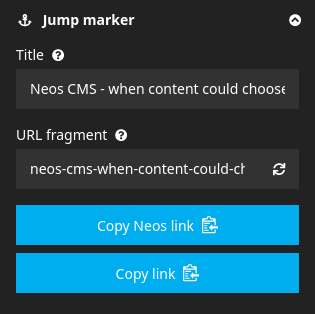 Jump marker
Title
Neos CMS - when content could choose
URL fragment
neos-cms-when-content-could-ch
Copy Neos link
Copy link